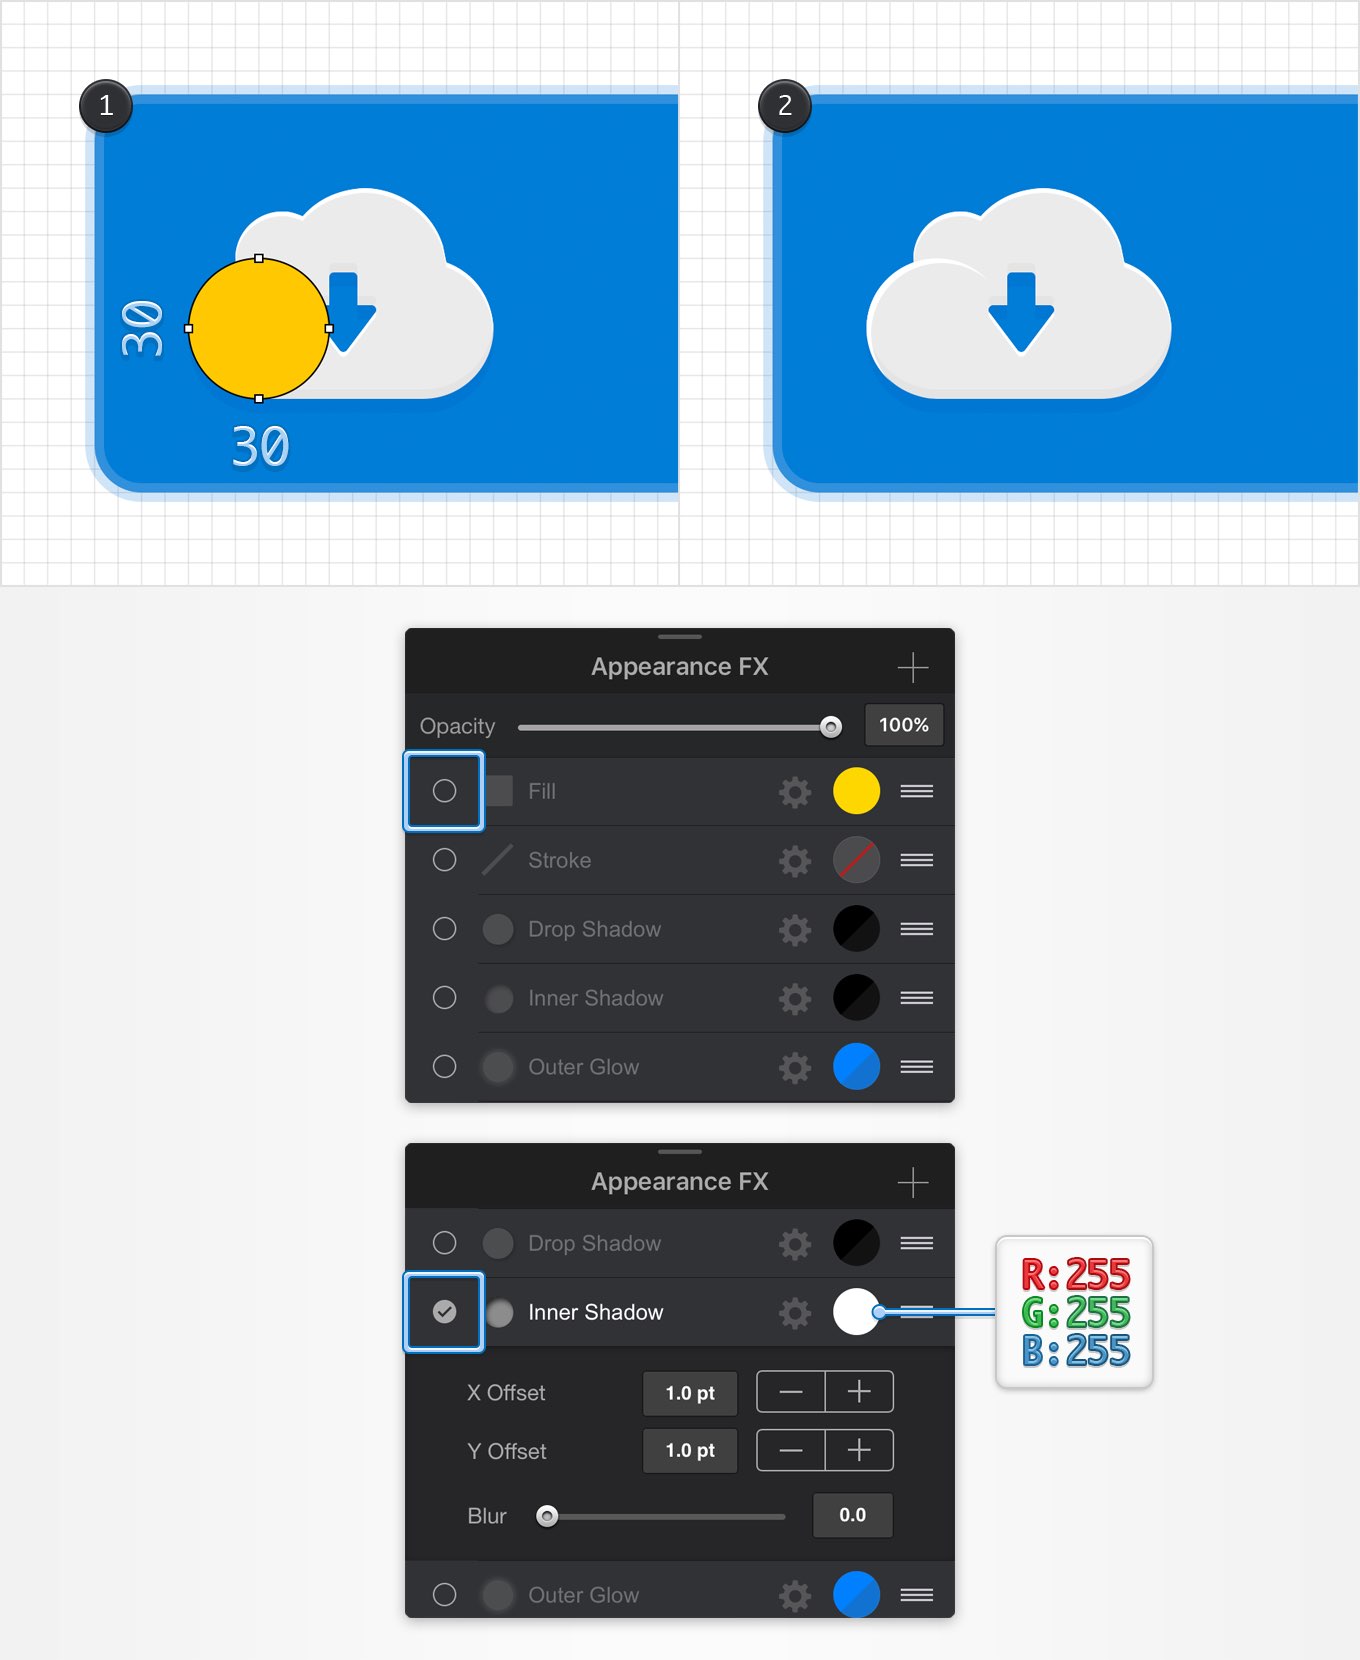 1
2
30
30
Appearance FX
Opacity
100%
Fill
Stroke
Drop Shadow
Inner Shadow
Outer Glow
Appearance FX
Drop Shadow
Inner Shadow
R:255
G:255
B:255
X Offset
1.0 pt
Y Offset
1.0 pt
Blur
0.0
Outer Glow